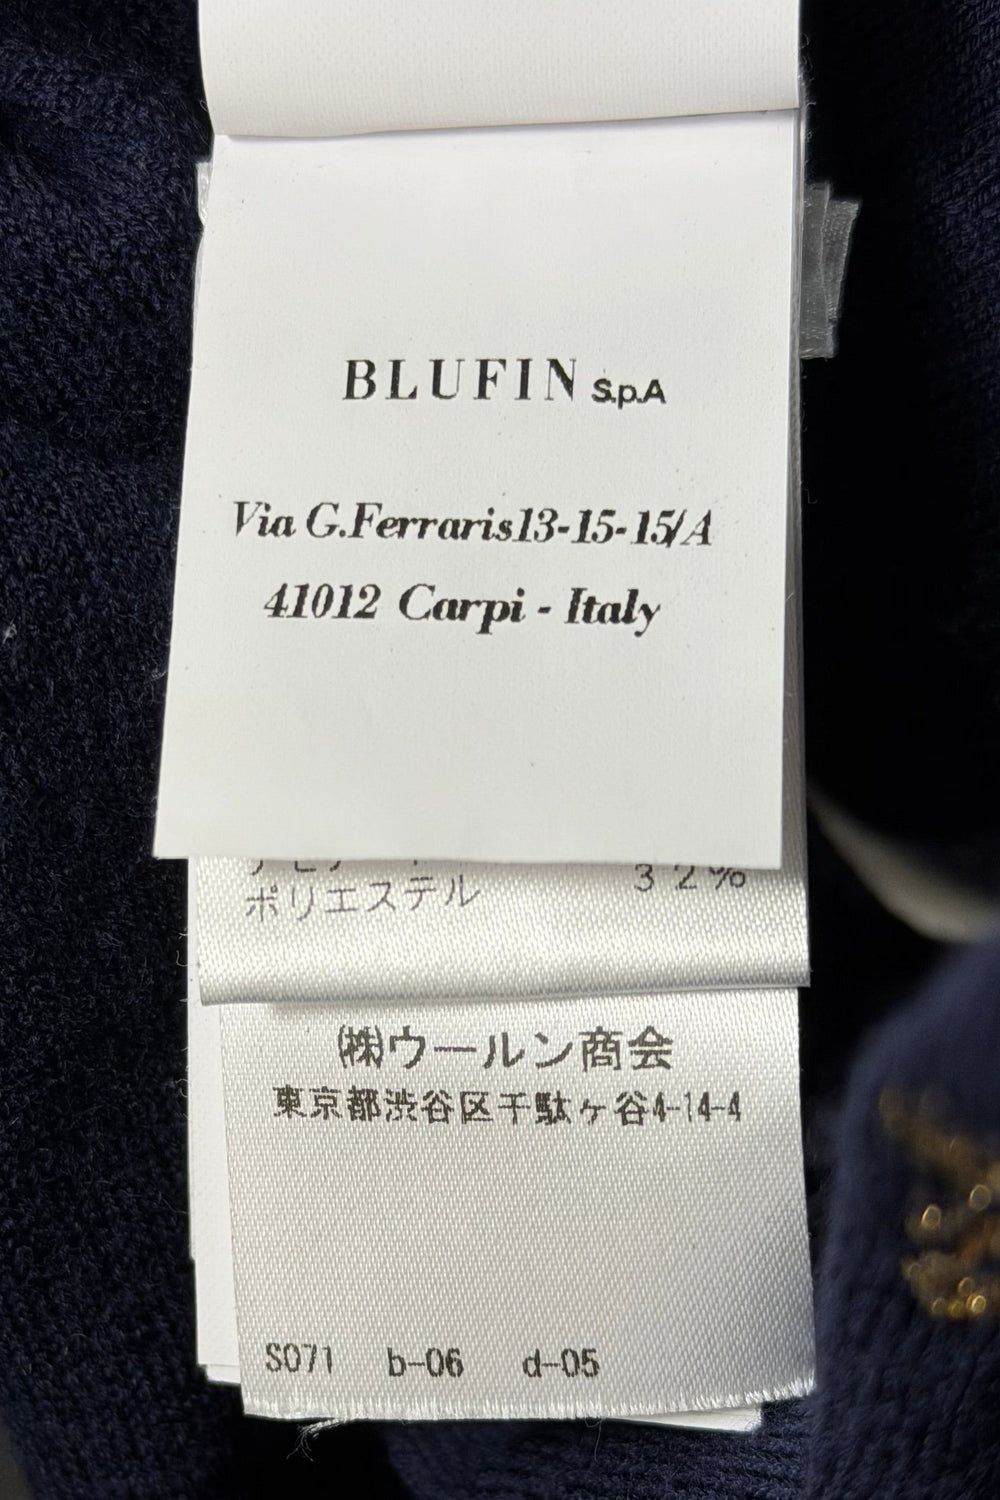 BLUFIN S.p.A
Via G.Ferraris13-15-15/A
41012 Carpi - Italy
32%
ポリエステル
㈱ウールン商会
東京都渋谷区千駄ヶ谷4-14-4
S071 b-06 d-05